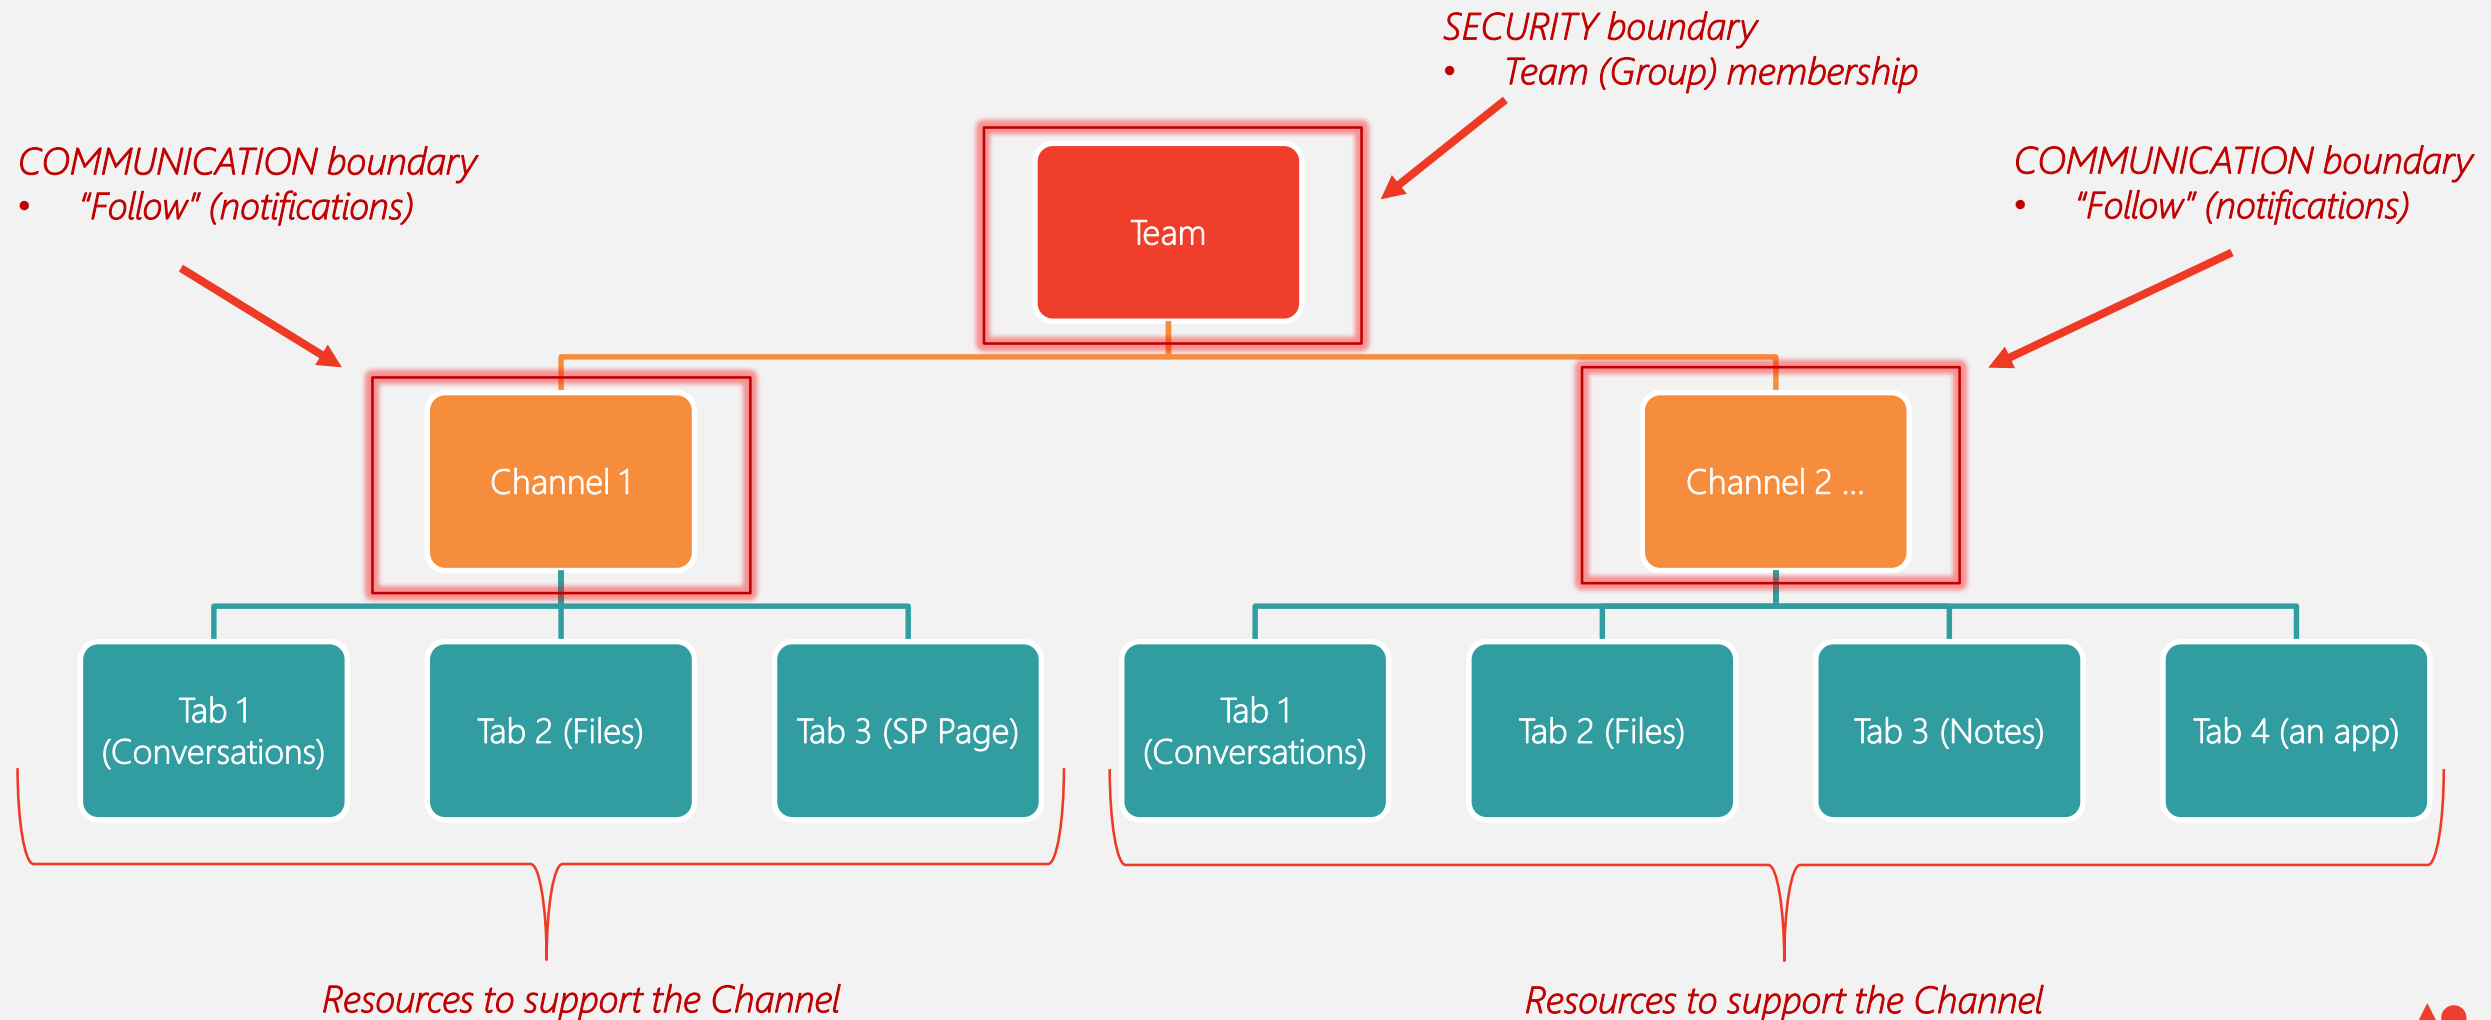 SECURITY boundary
• Team (Group) membership
COMMUNICATION boundary
• “Follow” (notifications)
COMMUNICATION boundary
• “Follow” (notifications)
Team
Channel 1
Channel 2 ...
Tab 1
(Conversations)
Tab 2 (Files)
Tab 3 (SP Page)
Tab 1
(Conversations)
Tab 2 (Files)
Tab 3 (Notes)
Tab 4 (an app)
Resources to support the Channel
Resources to support the Channel